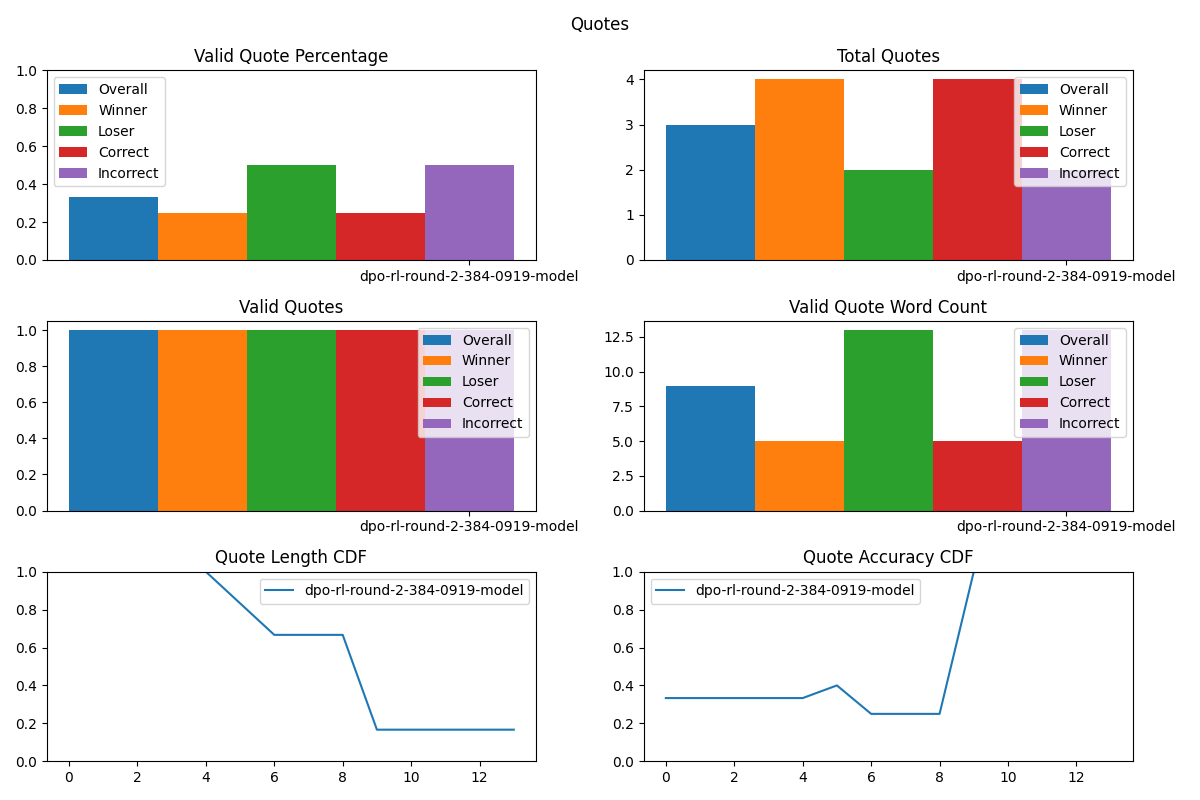 Quotes
Valid Quote Percentage
1.0
0.8
0.6
0.4
0.2
0.0
Overall
Winner
Loser
Correct
Incorrect
dpo-rl-round-2-384-0919-model
Total Quotes
4
3
2
1
0
Overall
Winner
Loser
Correct
Incorrect
dpo-rl-round-2-384-0919-model
Valid Quotes
1.0
0.8
0.6
0.4
0.2
0.0
Overall
Winner
Loser
Correct
Incorrect
dpo-rl-round-2-384-0919-model
Valid Quote Word Count
12.5
10.0
7.5
5.0
2.5
0.0
Overall
Winner
Loser
Correct
Incorrect
dpo-rl-round-2-384-0919-model
Quote Length CDF
1.0
0.8
0.6
0.4
0.2
0.0
dpo-rl-round-2-384-0919-model
0 2 4 6 8 10 12
Quote Accuracy CDF
1.0
0.8
0.6
0.4
0.2
0.0
dpo-rl-round-2-384-0919-model
0 2 4 6 8 10 12